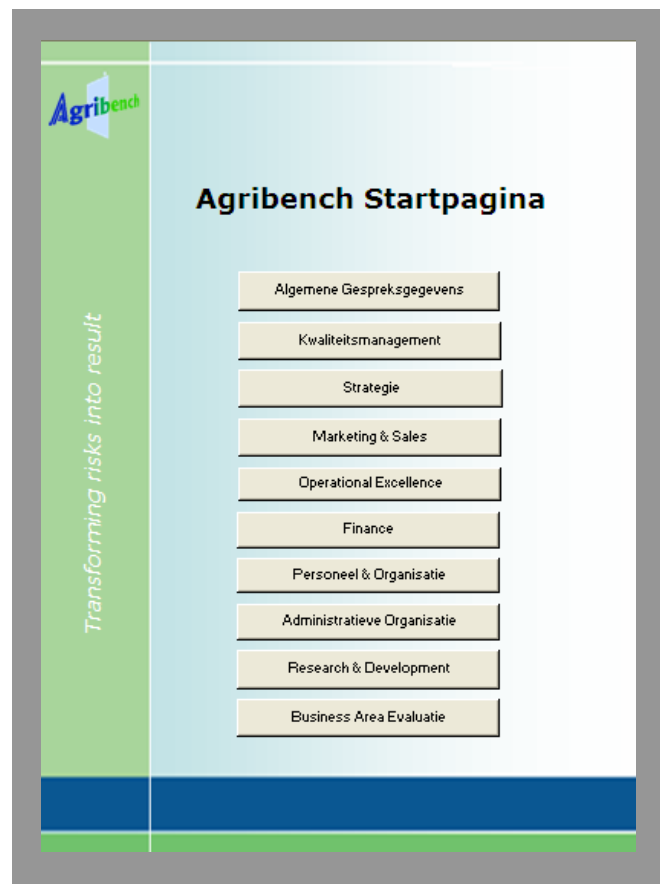 Agribench
Agribench Startpagina
Algemene Gespreksgegevens
Kwaliteitsmanagement
Strategie
Marketing & Sales
Operational Excellence
Finance
Personeel & Organisatie
Administratieve Organisatie
Research & Development
Business Area Evaluatie
Transforming risks into result